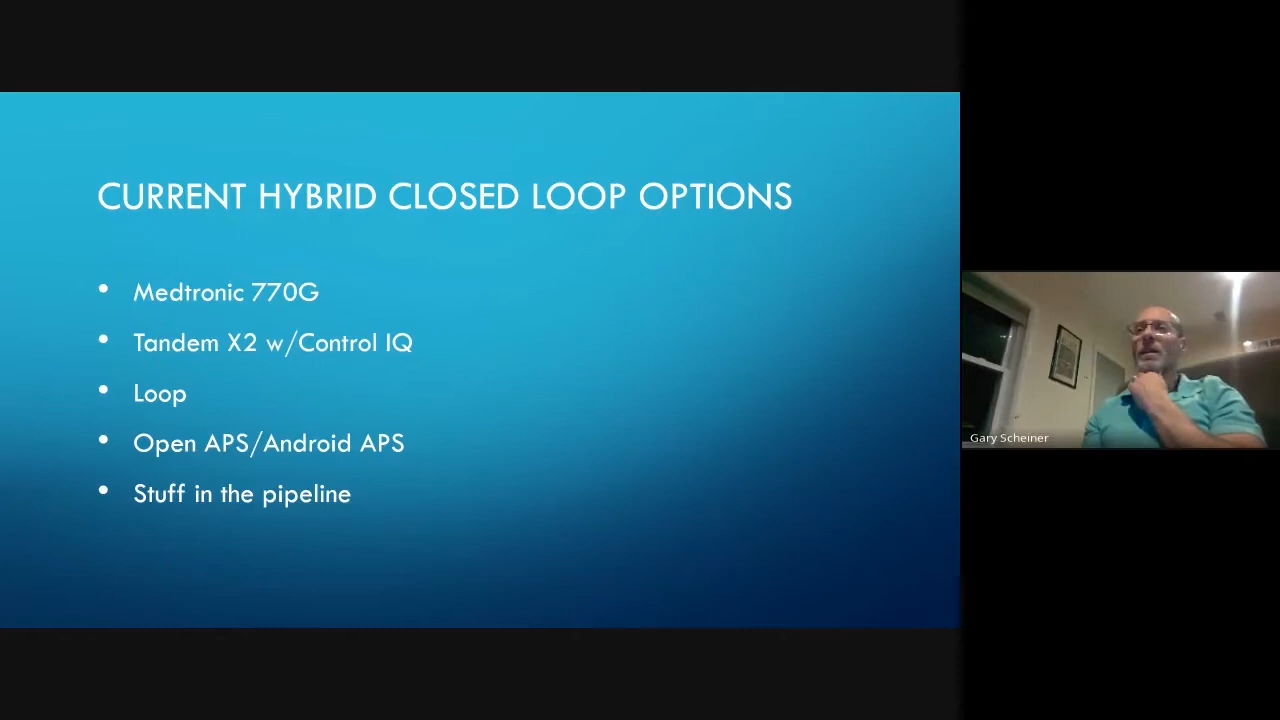 CURRENT HYBRID CLOSED LOOP OPTIONS
• Medtronic 770G
• Tandem X2 w/Control IQ
• Loop
• Open APS/Android APS
• Stuff in the pipeline
Gary Scheiner